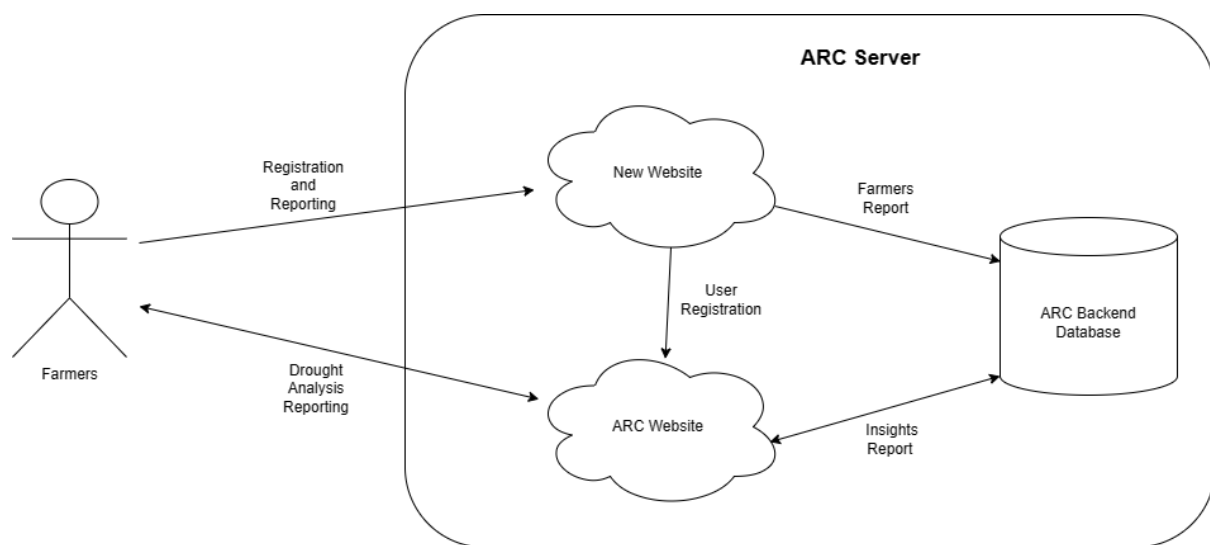 ARC Server
New Website
Registration
and
Reporting
Farmers
Report
User
Registration
ARC Backend
Database
Farmers
Drought
Analysis
Reporting
ARC Website
Insights
Report